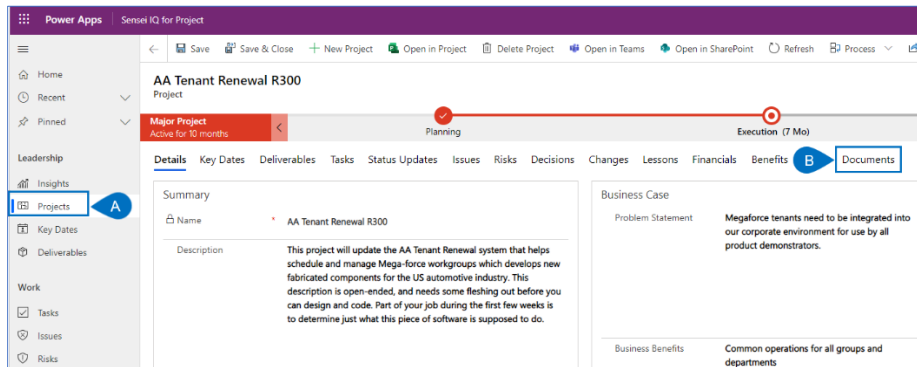 Power Apps Sensei IQ for Project
Save Save & Close New Project Open in Project Delete Project Open in Teams Open in SharePoint Refresh Process
Home
Recent
Pinned
Leadership
Insights
Projects
A
Key Dates
Deliverables
Work
Tasks
Issues
Risks
AA Tenant Renewal R300
Project
Major Project
Active for 10 months
Planning
Execution (7 Mo)
Details Key Dates Deliverables Tasks Status Updates Issues Risks Decisions Changes Lessons Financials Benefits B Documents
Summary
Name * AA Tenant Renewal R300
Description This project will update the AA Tenant Renewal system that helps
schedule and manage Mega-force workgroups which develops new
fabricated components for the US automotive industry. This
description is open-ended, and needs some fleshing out before you
can design and code. Part of your job during the first few weeks is
to determine just what this piece of software is supposed to do.
Business Case
Problem Statement Megaforce tenants need to be integrated into
our corporate environment for use by all
product demonstrators.
Business Benefits Common operations for all groups and
departments